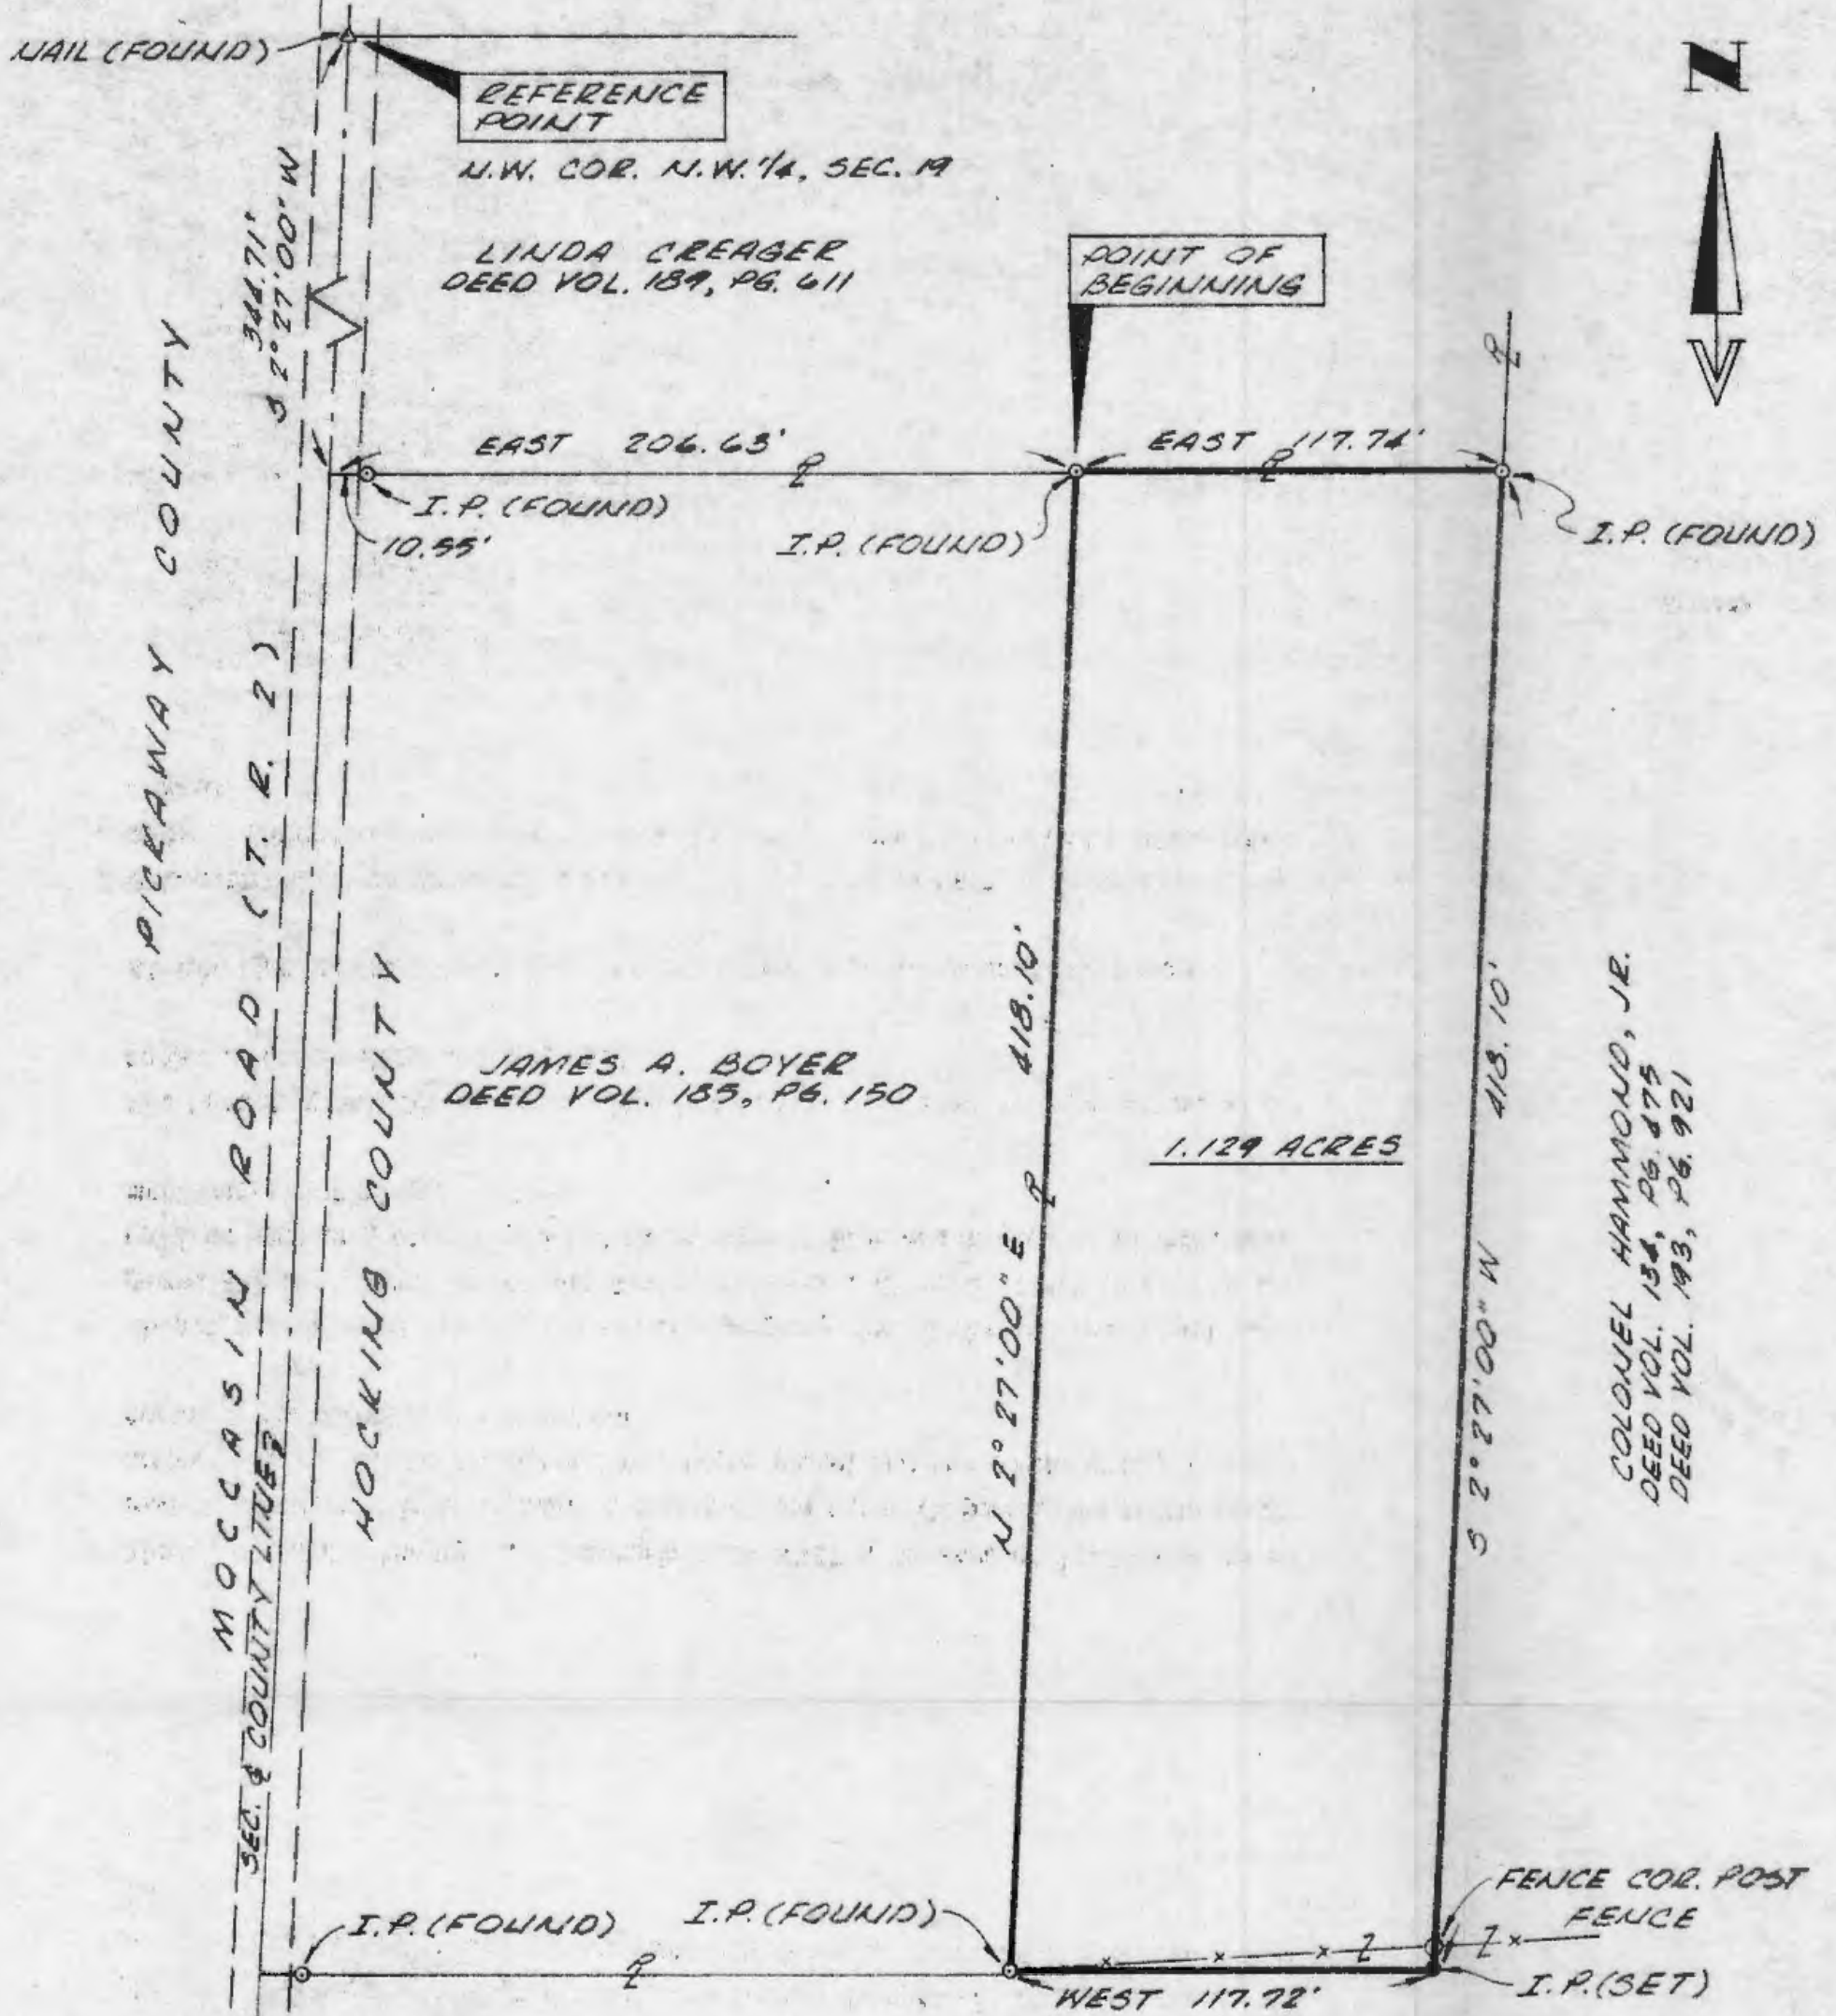 NAIL (FOUND)
N
REFERENCE
POINT
N.W. COR. N.W. 1/4, SEC. 19
344.71'
S 2° 27' 00" W
LINDA CREAGER
DEED VOL. 189, PG. 611
POINT OF
BEGINNING
PICKAWAY COUNTY
EAST 206.63'
EAST 117.74'
I.P. (FOUND)
10.55'
I.P. (FOUND)
I.P. (FOUND)
MOCCASIN ROAD (T. R. 2)
SEC. & COUNTY LINE
HOCKING COUNTY
JAMES A. BOYER
DEED VOL. 185, PG. 150
N 2° 27' 00" E 418.10'
1.129 ACRES
S 2° 27' 00" W 418.10'
COLONEL HAMMOND, JR.
DEED VOL. 134, PG. 675
DEED VOL. 193, PG. 921
FENCE COR. POST
FENCE
I.P. (FOUND)
I.P. (FOUND)
WEST 117.72'
I.P. (SET)